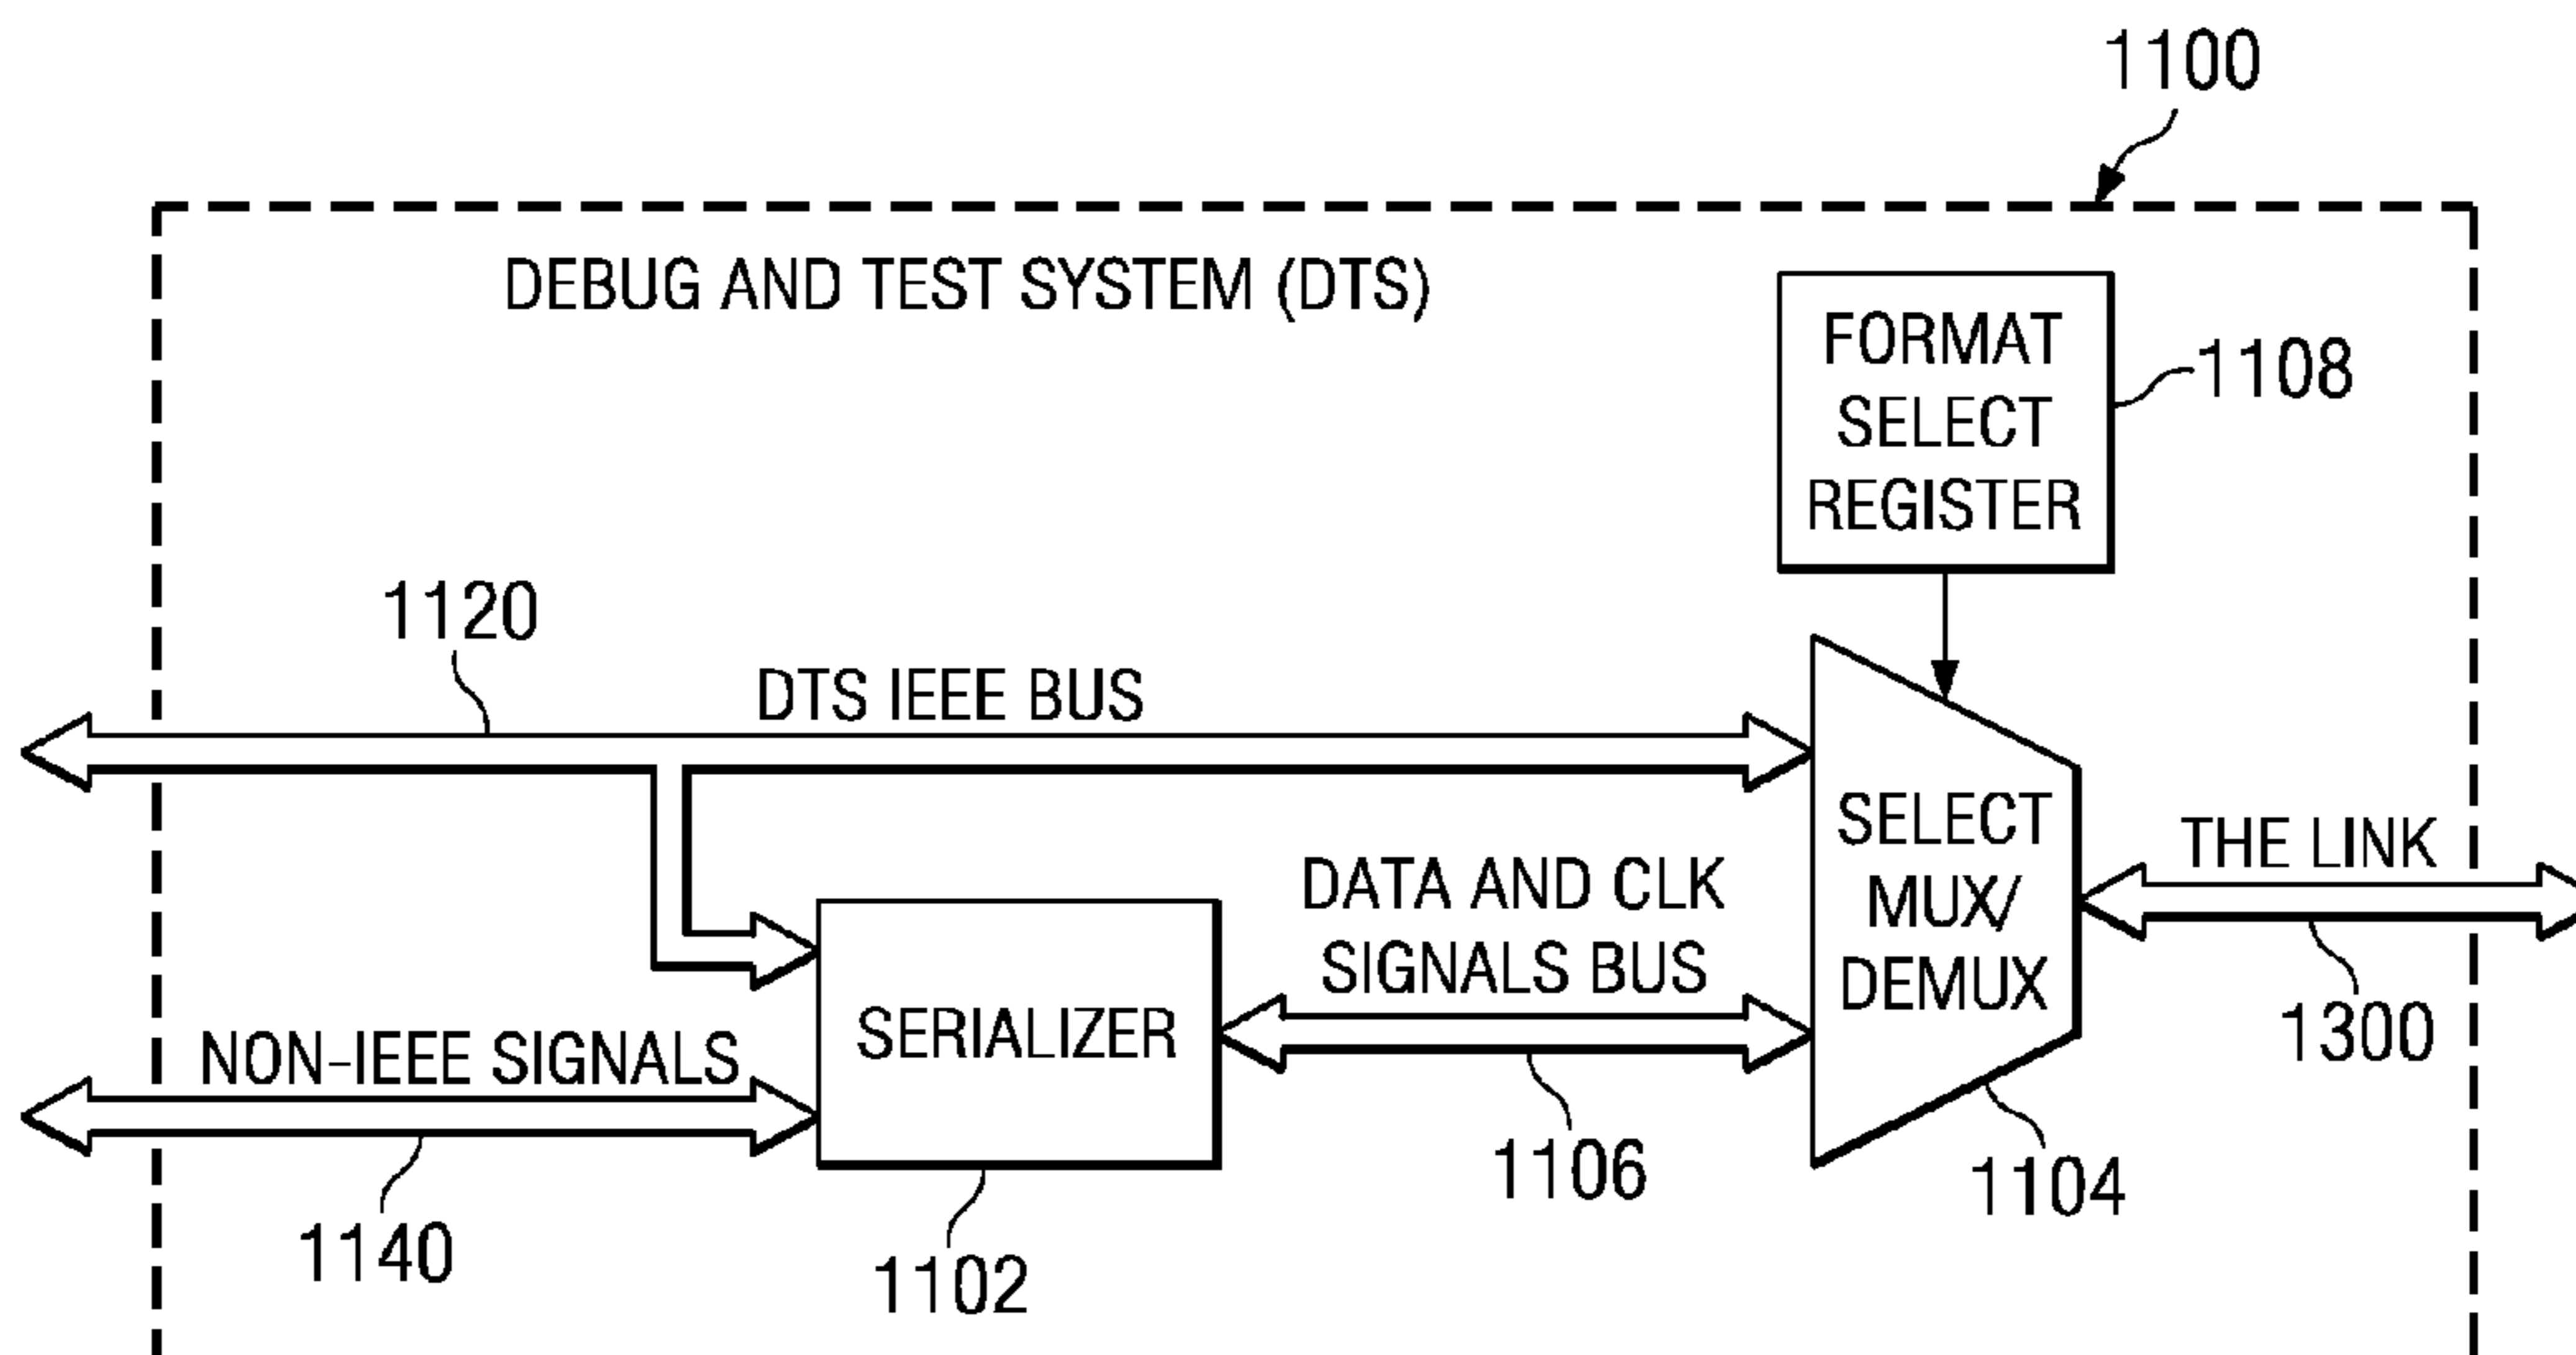 1100
DEBUG AND TEST SYSTEM (DTS)
FORMAT
SELECT
REGISTER
1108
1120
DTS IEEE BUS
SELECT
MUX/
DEMUX
THE LINK
1300
DATA AND CLK
SIGNALS BUS
SERIALIZER
NON-IEEE SIGNALS
1106
1104
1140
1102